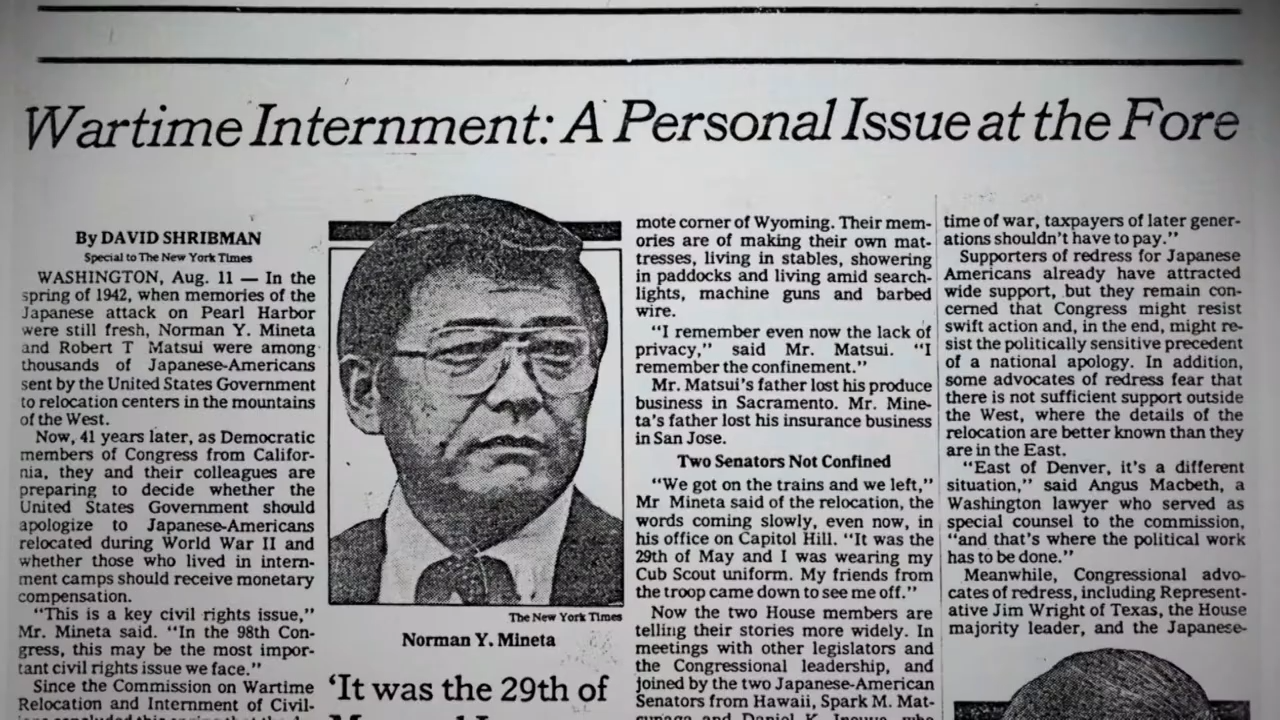 Wartime Internment: A Personal Issue at the Fore
By DAVID SHRIBMAN
Special to The New York Times
WASHINGTON, Aug. 11 — In the
spring of 1942, when memories of the
Japanese attack on Pearl Harbor
were still fresh, Norman Y. Mineta
and Robert T Matsui were among
thousands of Japanese-Americans
sent by the United States Government
to relocation centers in the mountains
of the West.
Now, 41 years later, as Democratic
members of Congress from Califor-
nia, they and their colleagues are
preparing to decide whether the
United States Government should
apologize to Japanese-Americans
relocated during World War II and
whether those who lived in intern-
ment camps should receive monetary
compensation.
"This is a key civil rights issue,"
Mr. Mineta said. "In the 98th Con-
gress, this may be the most impor-
tant civil rights issue we face."
Since the Commission on Wartime
Relocation and Internment of Civil-
The New York Times
Norman Y. Mineta
'It was the 29th of
mote corner of Wyoming. Their mem-
ories are of making their own mat-
tresses, living in stables, showering
in paddocks and living amid search-
lights, machine guns and barbed
wire.
"I remember even now the lack of
privacy," said Mr. Matsui. "I
remember the confinement."
Mr. Matsui's father lost his produce
business in Sacramento. Mr. Mine-
ta's father lost his insurance business
in San Jose.
Two Senators Not Confined
"We got on the trains and we left,"
Mr Mineta said of the relocation, the
words coming slowly, even now, in
his office on Capitol Hill. "It was the
29th of May and I was wearing my
Cub Scout uniform. My friends from
the troop came down to see me off."
Now the two House members are
telling their stories more widely. In
meetings with other legislators and
the Congressional leadership, and
joined by the two Japanese-American
Senators from Hawaii, Spark M. Mat-
time of war, taxpayers of later gener-
ations shouldn't have to pay."
Supporters of redress for Japanese
Americans already have attracted
wide support, but they remain con-
cerned that Congress might resist
swift action and, in the end, might re-
sist the politically sensitive precedent
of a national apology. In addition,
some advocates of redress fear that
there is not sufficient support outside
the West, where the details of the
relocation are better known than they
are in the East.
"East of Denver, it's a different
situation," said Angus Macbeth, a
Washington lawyer who served as
special counsel to the commission,
"and that's where the political work
has to be done."
Meanwhile, Congressional advo-
cates of redress, including Represent-
ative Jim Wright of Texas, the House
majority leader, and the Japanese-